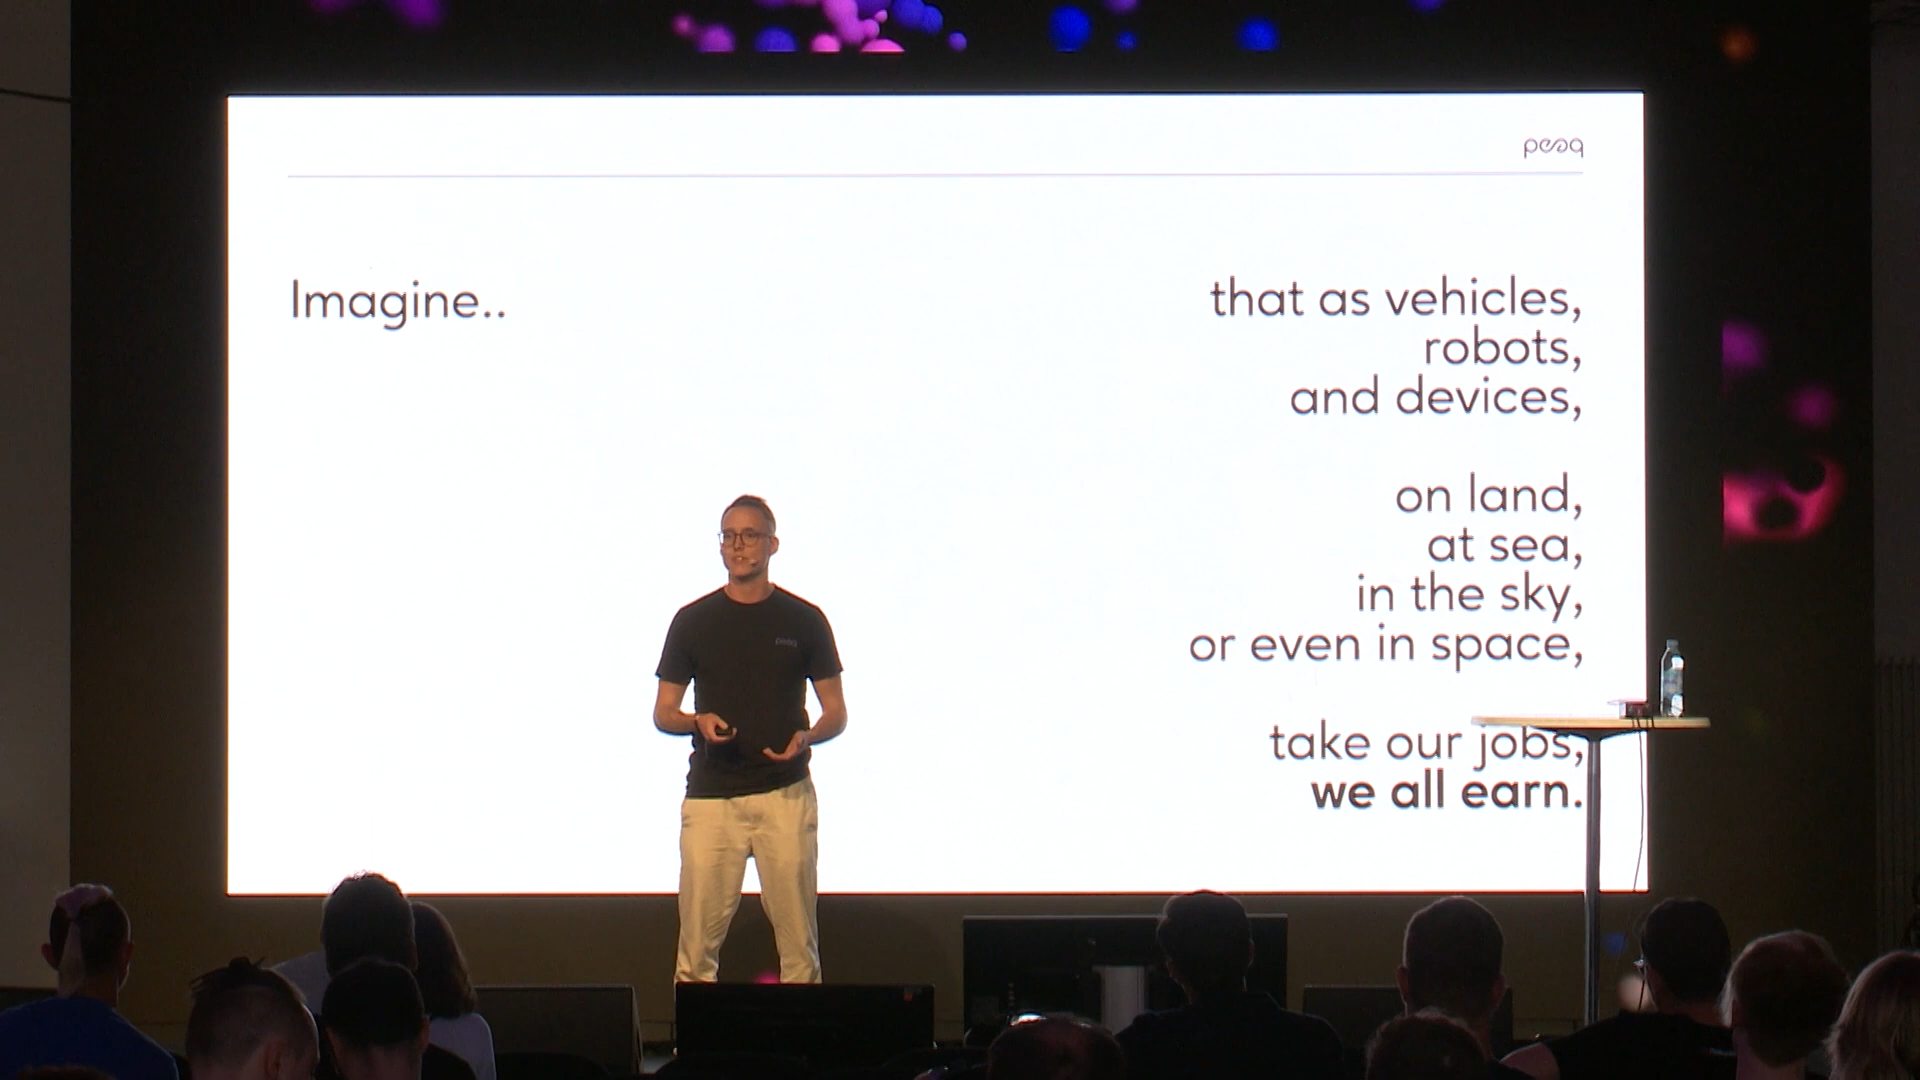 peaq
Imagine..
that as vehicles,
robots,
and devices,
on land,
at sea,
in the sky,
or even in space,
take our jobs,
we all earn.
peaq